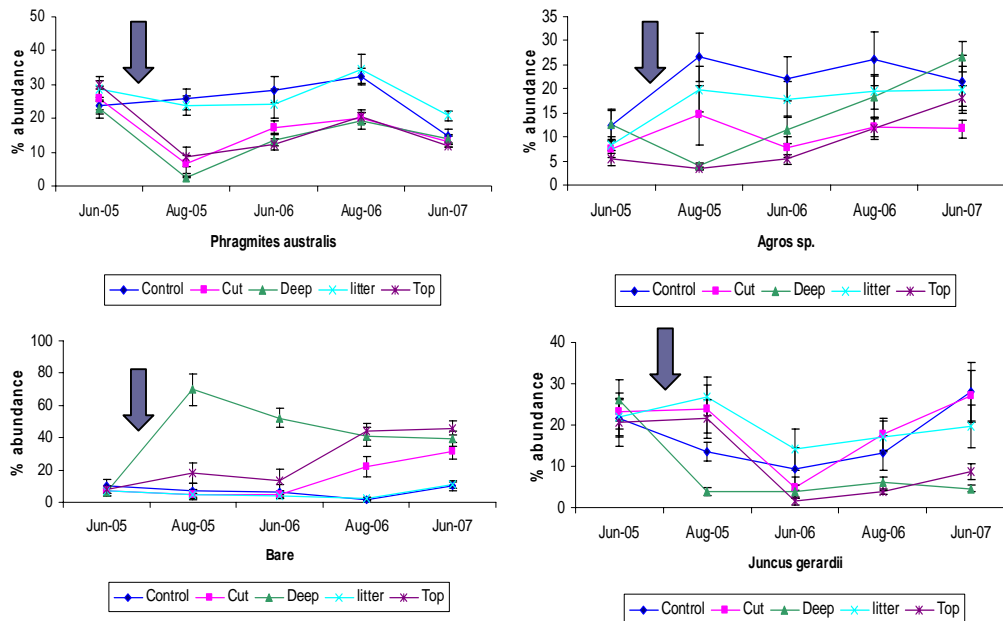 50
40
30
20
10
0
% abundance
Jun-05 Aug-05 Jun-06 Aug-06 Jun-07
Phragmites australis
Control Cut Deep litter Top
35
30
25
20
15
10
5
0
% abundance
Jun-05 Aug-05 Jun-06 Aug-06 Jun-07
Agros sp.
Control Cut Deep litter Top
100
80
60
40
20
0
% abundance
Jun-05 Aug-05 Jun-06 Aug-06 Jun-07
Bare
Control Cut Deep litter Top
40
30
20
10
0
% abundance
Jun-05 Aug-05 Jun-06 Aug-06 Jun-07
Juncus gerardii
Control Cut Deep litter Top